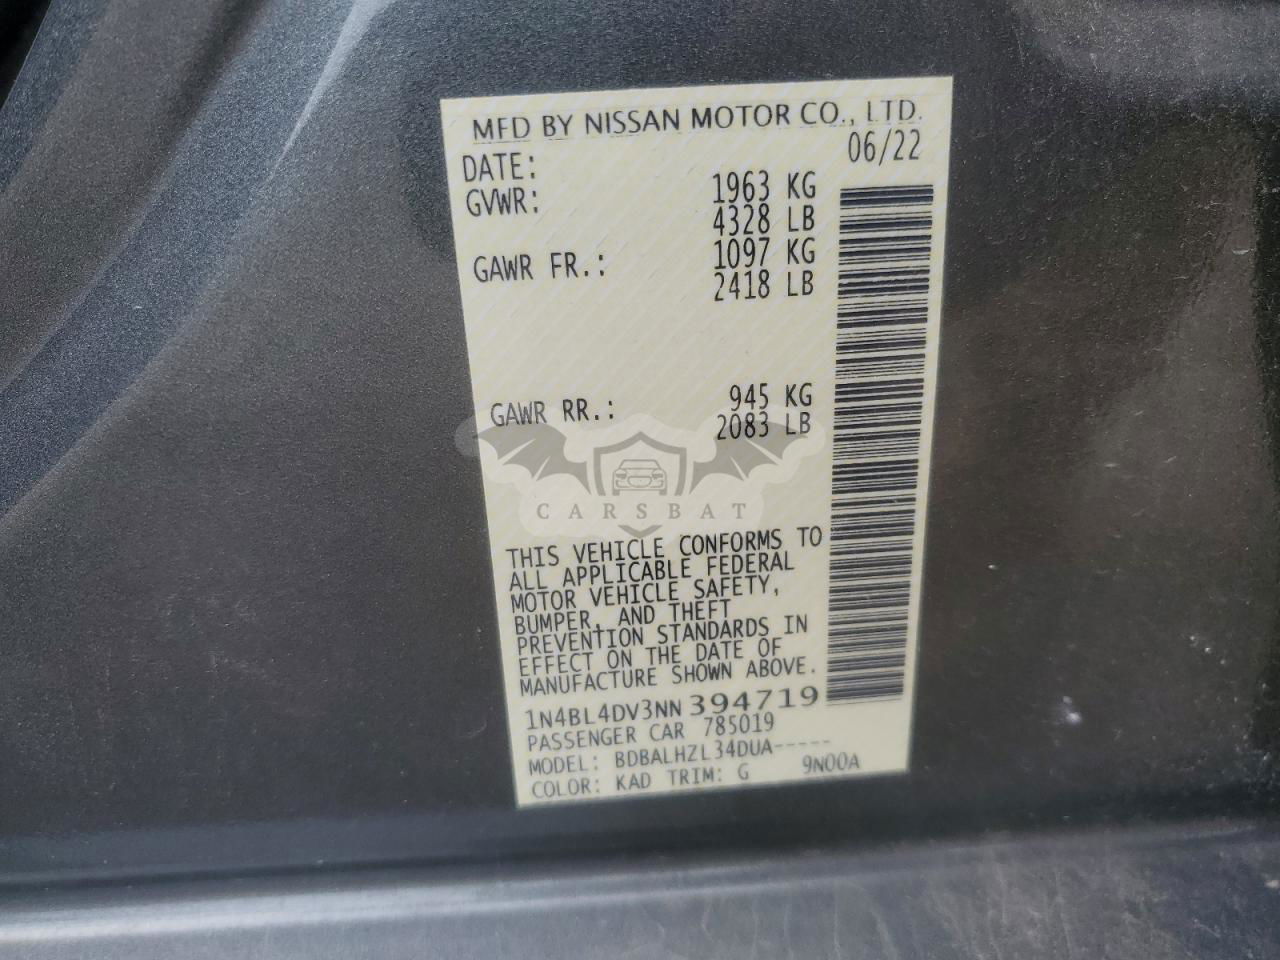 MFD BY NISSAN MOTOR CO., LTD.
DATE: 06/22
GVWR: 1963 KG
4328 LB
GAWR FR.: 1097 KG
2418 LB
GAWR RR.: 945 KG
2083 LB
CARSBAT
THIS VEHICLE CONFORMS TO
ALL APPLICABLE FEDERAL
MOTOR VEHICLE SAFETY,
BUMPER, AND THEFT
PREVENTION STANDARDS IN
EFFECT ON THE DATE OF
MANUFACTURE SHOWN ABOVE.
1N4BL4DV3NN394719
PASSENGER CAR 785019
MODEL: BDBALHZL34DUA-----
COLOR: KAD TRIM: G 9N00A